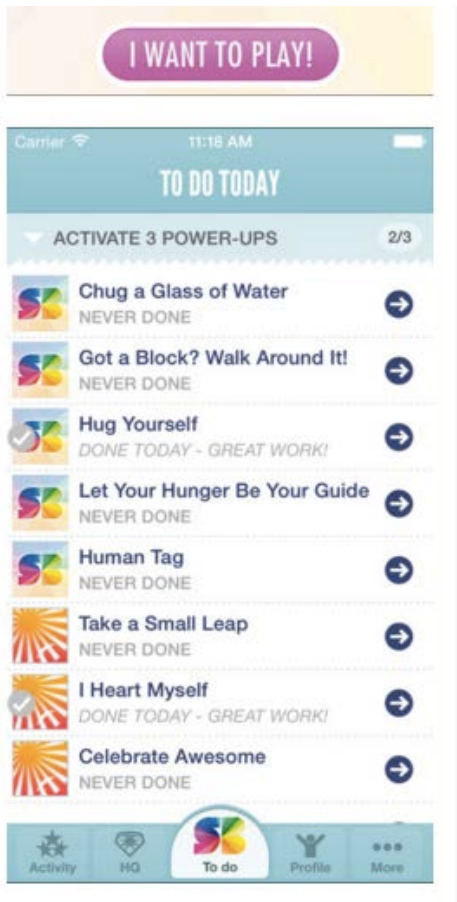 I WANT TO PLAY!
Carrier 11:18 AM
TO DO TODAY
ACTIVATE 3 POWER-UPS 2/3
Chug a Glass of Water
NEVER DONE
Got a Block? Walk Around It!
NEVER DONE
Hug Yourself
DONE TODAY - GREAT WORK!
Let Your Hunger Be Your Guide
NEVER DONE
Human Tag
NEVER DONE
Take a Small Leap
NEVER DONE
I Heart Myself
DONE TODAY - GREAT WORK!
Celebrate Awesome
NEVER DONE
Activity HQ To do Profile More